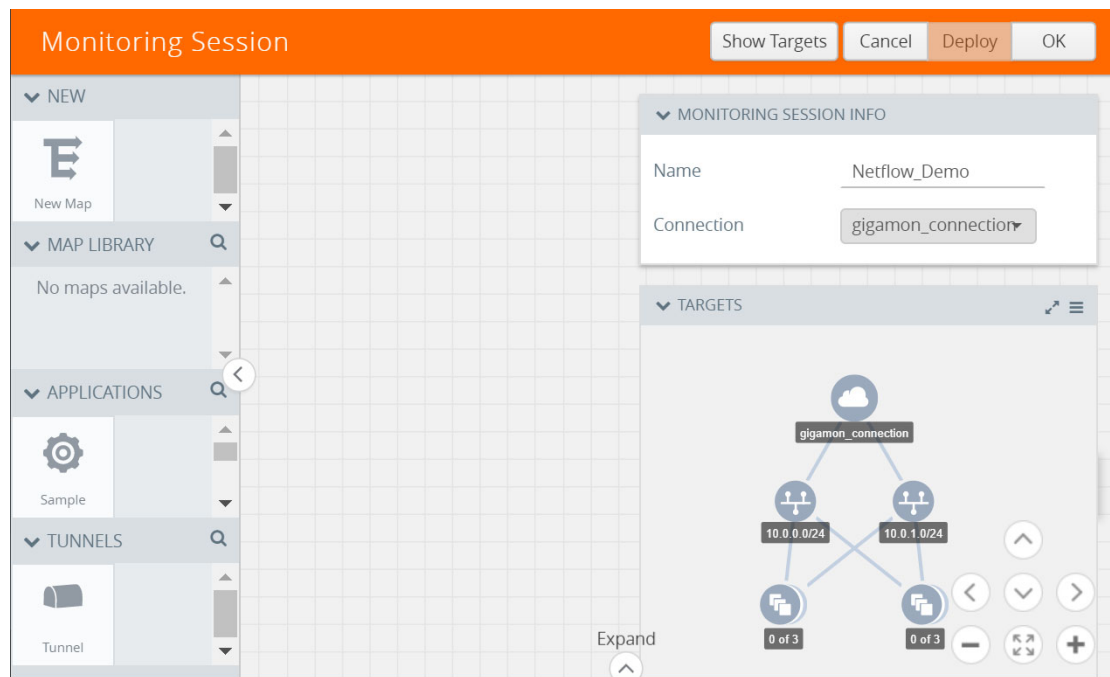 Monitoring Session
Show Targets
Cancel
Deploy
OK
NEW
New Map
MAP LIBRARY
No maps available.
APPLICATIONS
Sample
TUNNELS
Tunnel
MONITORING SESSION INFO
Name
Netflow_Demo
Connection
gigamon_connection
TARGETS
gigamon_connection
10.0.0.0/24
10.0.1.0/24
0 of 3
0 of 3
Expand